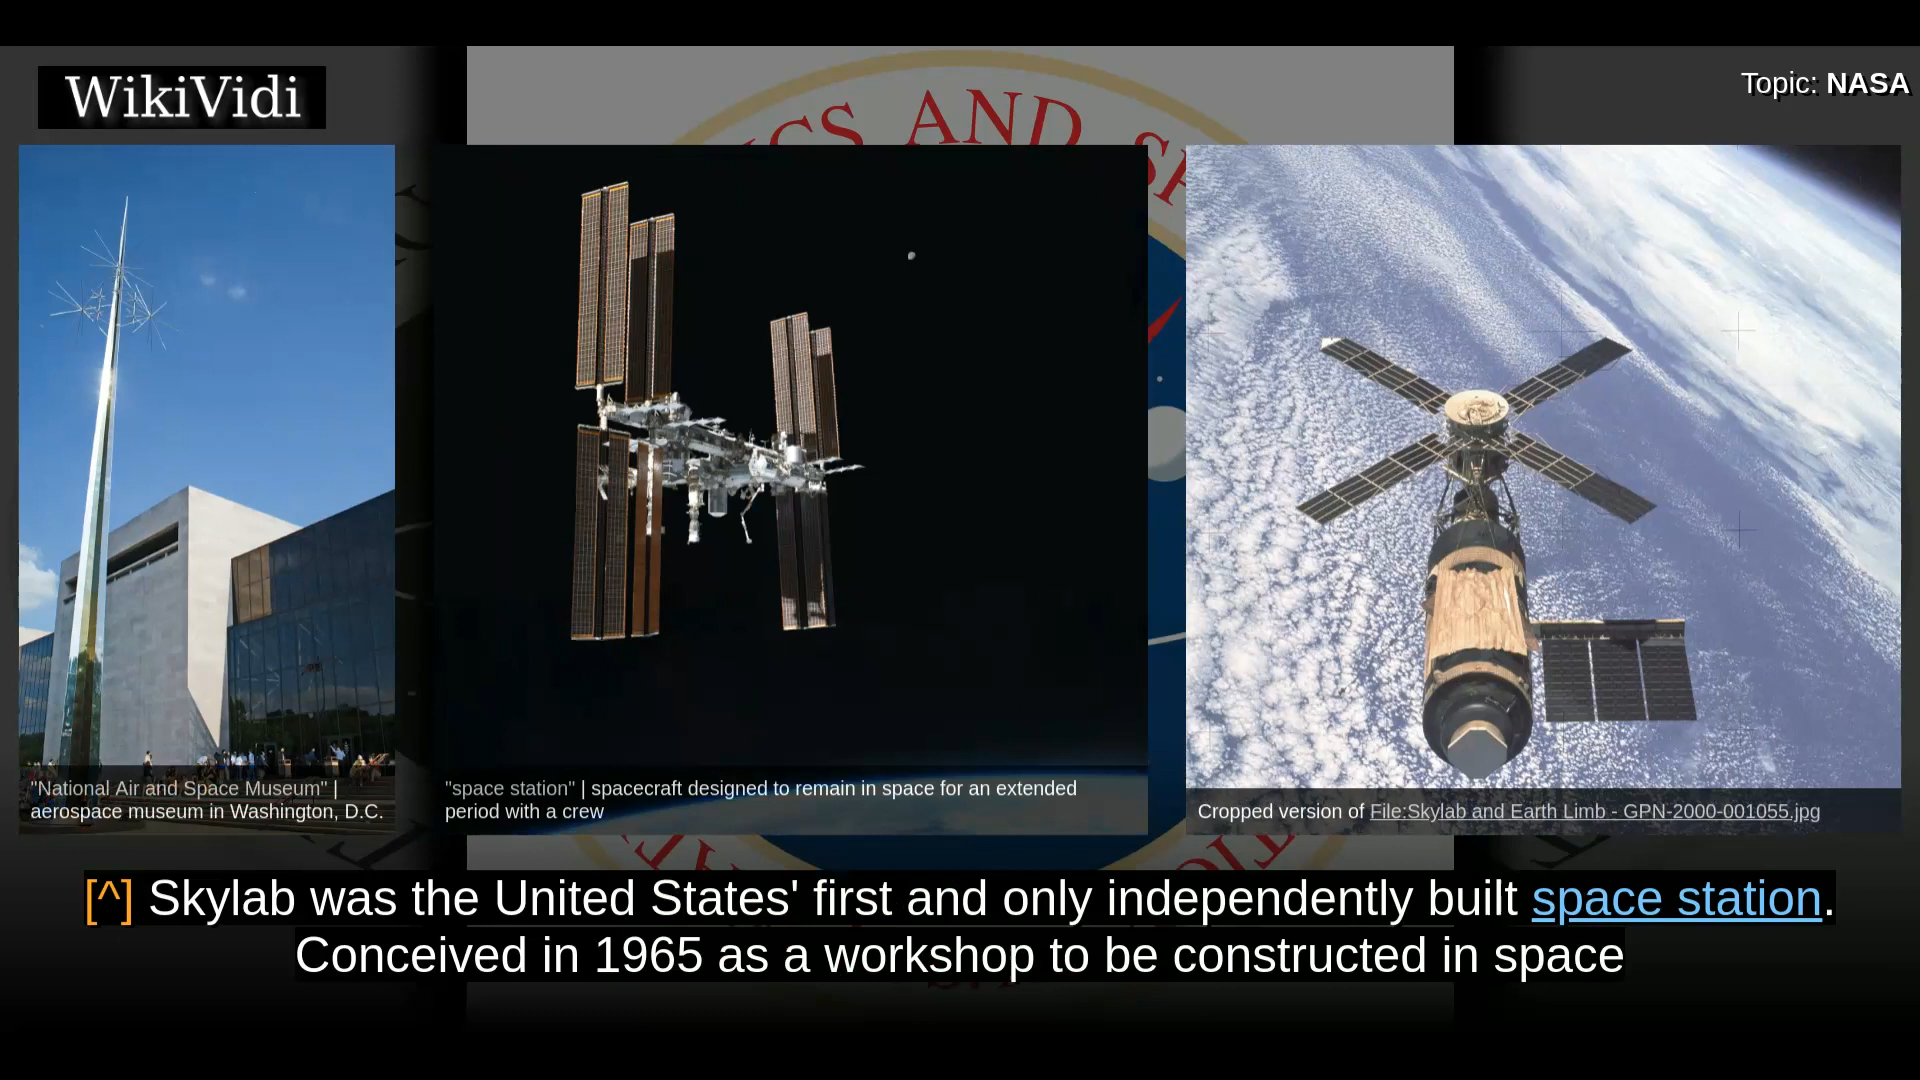 WikiVidi
Topic: NASA
ICS AND SP
"National Air and Space Museum" |
aerospace museum in Washington, D.C.
"space station" | spacecraft designed to remain in space for an extended
period with a crew
Cropped version of File:Skylab and Earth Limb - GPN-2000-001055.jpg
[^] Skylab was the United States' first and only independently built space station.
Conceived in 1965 as a workshop to be constructed in space